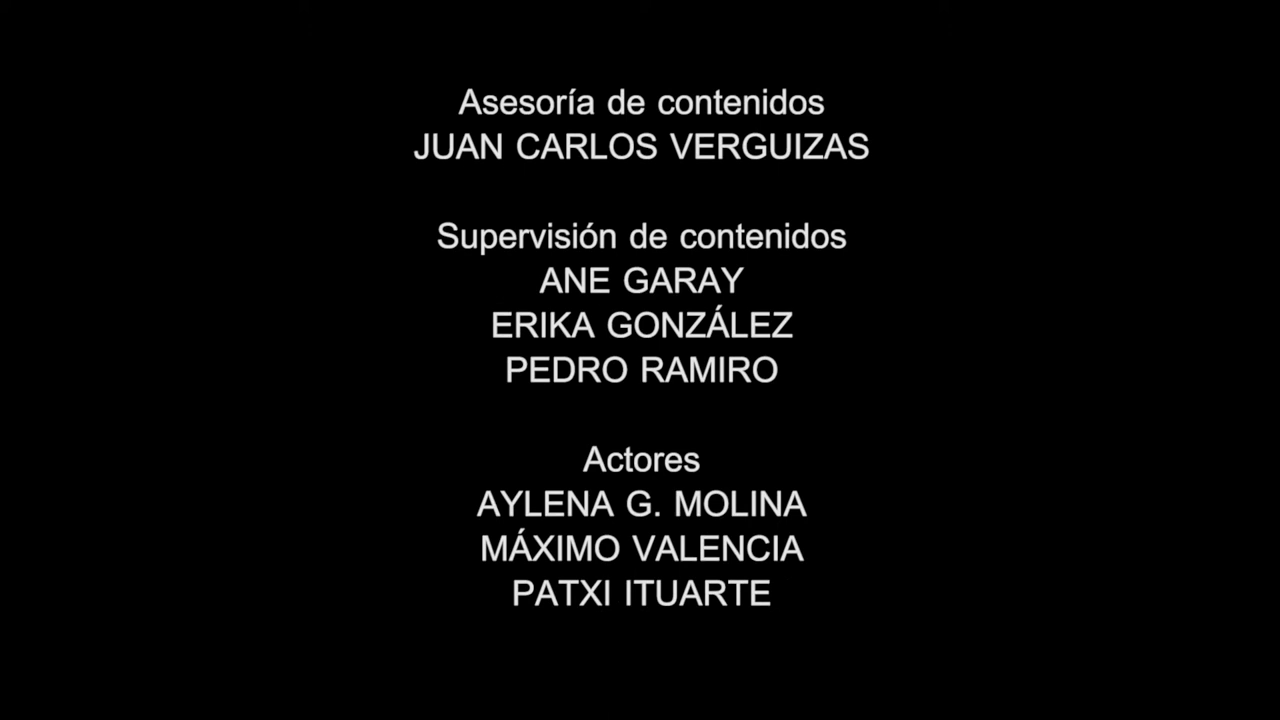 Asesoría de contenidos
JUAN CARLOS VERGUIZAS
Supervisión de contenidos
ANE GARAY
ERIKA GONZÁLEZ
PEDRO RAMIRO
Actores
AYLENA G. MOLINA
MÁXIMO VALENCIA
PATXI ITUARTE